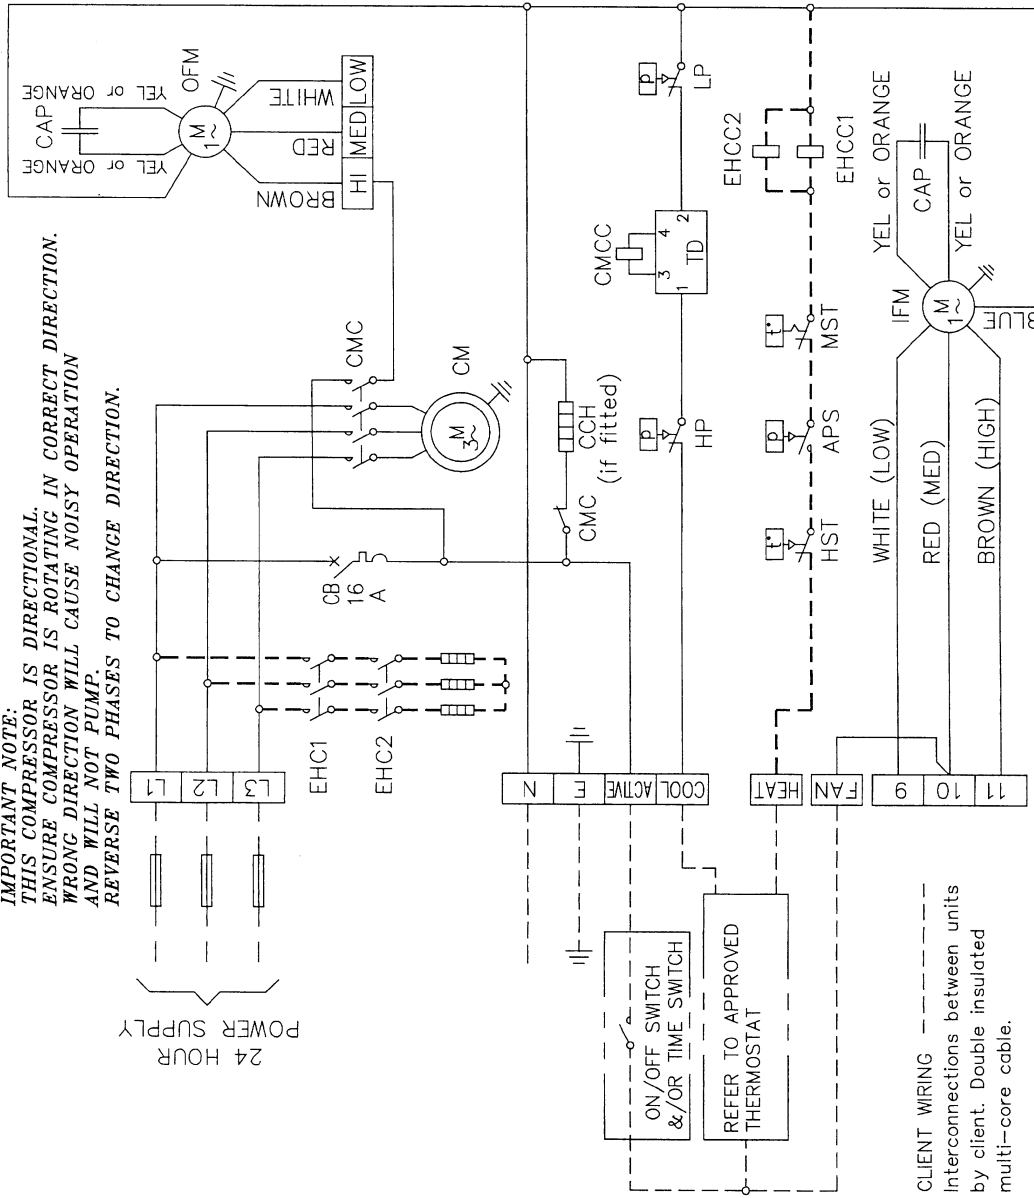 IMPORTANT NOTE:
THIS COMPRESSOR IS DIRECTIONAL.
ENSURE COMPRESSOR IS ROTATING IN CORRECT DIRECTION.
WRONG DIRECTION WILL CAUSE NOISY OPERATION
AND WILL NOT PUMP.
REVERSE TWO PHASES TO CHANGE DIRECTION.
24 HOUR
POWER SUPPLY
L1
L2
L3
EHC1
EHC2
CB
16
A
CMC
CM
M
3~
YEL or ORANGE
CAP
YEL or ORANGE
OFM
M
1~
WHITE
RED
BROWN
LOW
MED
HI
N
E
ACTIVE
COOL
HEAT
FAN
9
10
11
CMC
CCH
(if fitted)
P
HP
CMCC
3
4
1
2
TD
P
LP
t°
HST
P
APS
t°
MST
EHCC2
EHCC1
WHITE (LOW)
RED (MED)
BROWN (HIGH)
IFM
M
1~
YEL or ORANGE
CAP
YEL or ORANGE
BLUE
ON/OFF SWITCH
&/OR TIME SWITCH
REFER TO APPROVED
THERMOSTAT
CLIENT WIRING
Interconnections between units
by client. Double insulated
multi-core cable.